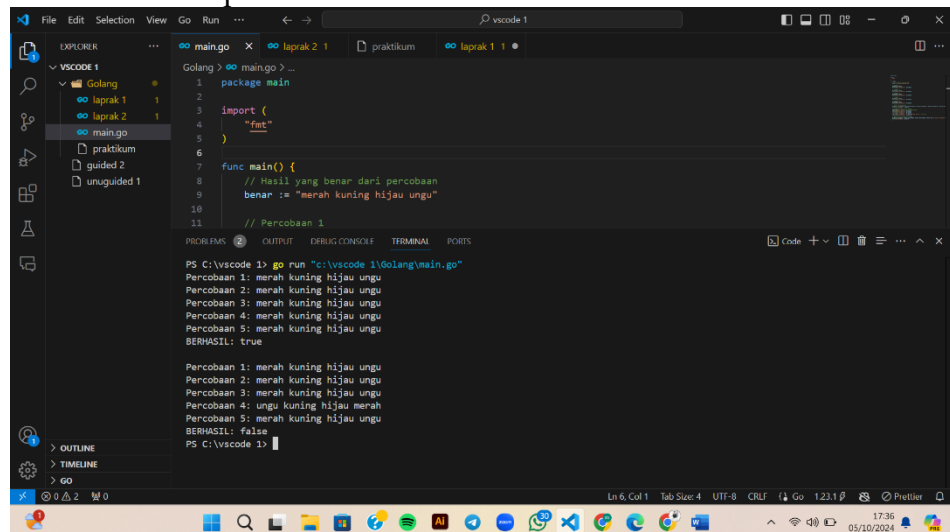 File Edit Selection View Go Run ··· ← → vscode 1
EXPLORER ···
VSCODE 1
Golang
laprak 1 1
laprak 2 1
main.go
praktikum
guided 2
unuguided 1
OUTLINE
TIMELINE
GO
main.go × laprak 2 1 praktikum laprak 1 1 ●
Golang > main.go > ...
1 package main
2
3 import (
4 "fmt"
5 )
6
7 func main() {
8 // Hasil yang benar dari percobaan
9 benar := "merah kuning hijau ungu"
10
11 // Percobaan 1
PROBLEMS 2 OUTPUT DEBUG CONSOLE TERMINAL PORTS Code
PS C:\vscode 1> go run "c:\vscode 1\Golang\main.go"
Percobaan 1: merah kuning hijau ungu
Percobaan 2: merah kuning hijau ungu
Percobaan 3: merah kuning hijau ungu
Percobaan 4: merah kuning hijau ungu
Percobaan 5: merah kuning hijau ungu
BERHASIL: true
Percobaan 1: merah kuning hijau ungu
Percobaan 2: merah kuning hijau ungu
Percobaan 3: merah kuning hijau ungu
Percobaan 4: ungu kuning hijau merah
Percobaan 5: merah kuning hijau ungu
BERHASIL: false
PS C:\vscode 1>
0 2 0 Ln 6, Col 1 Tab Size: 4 UTF-8 CRLF Go 1.23.1 Prettier
Ai 30 17:36
05/10/2024